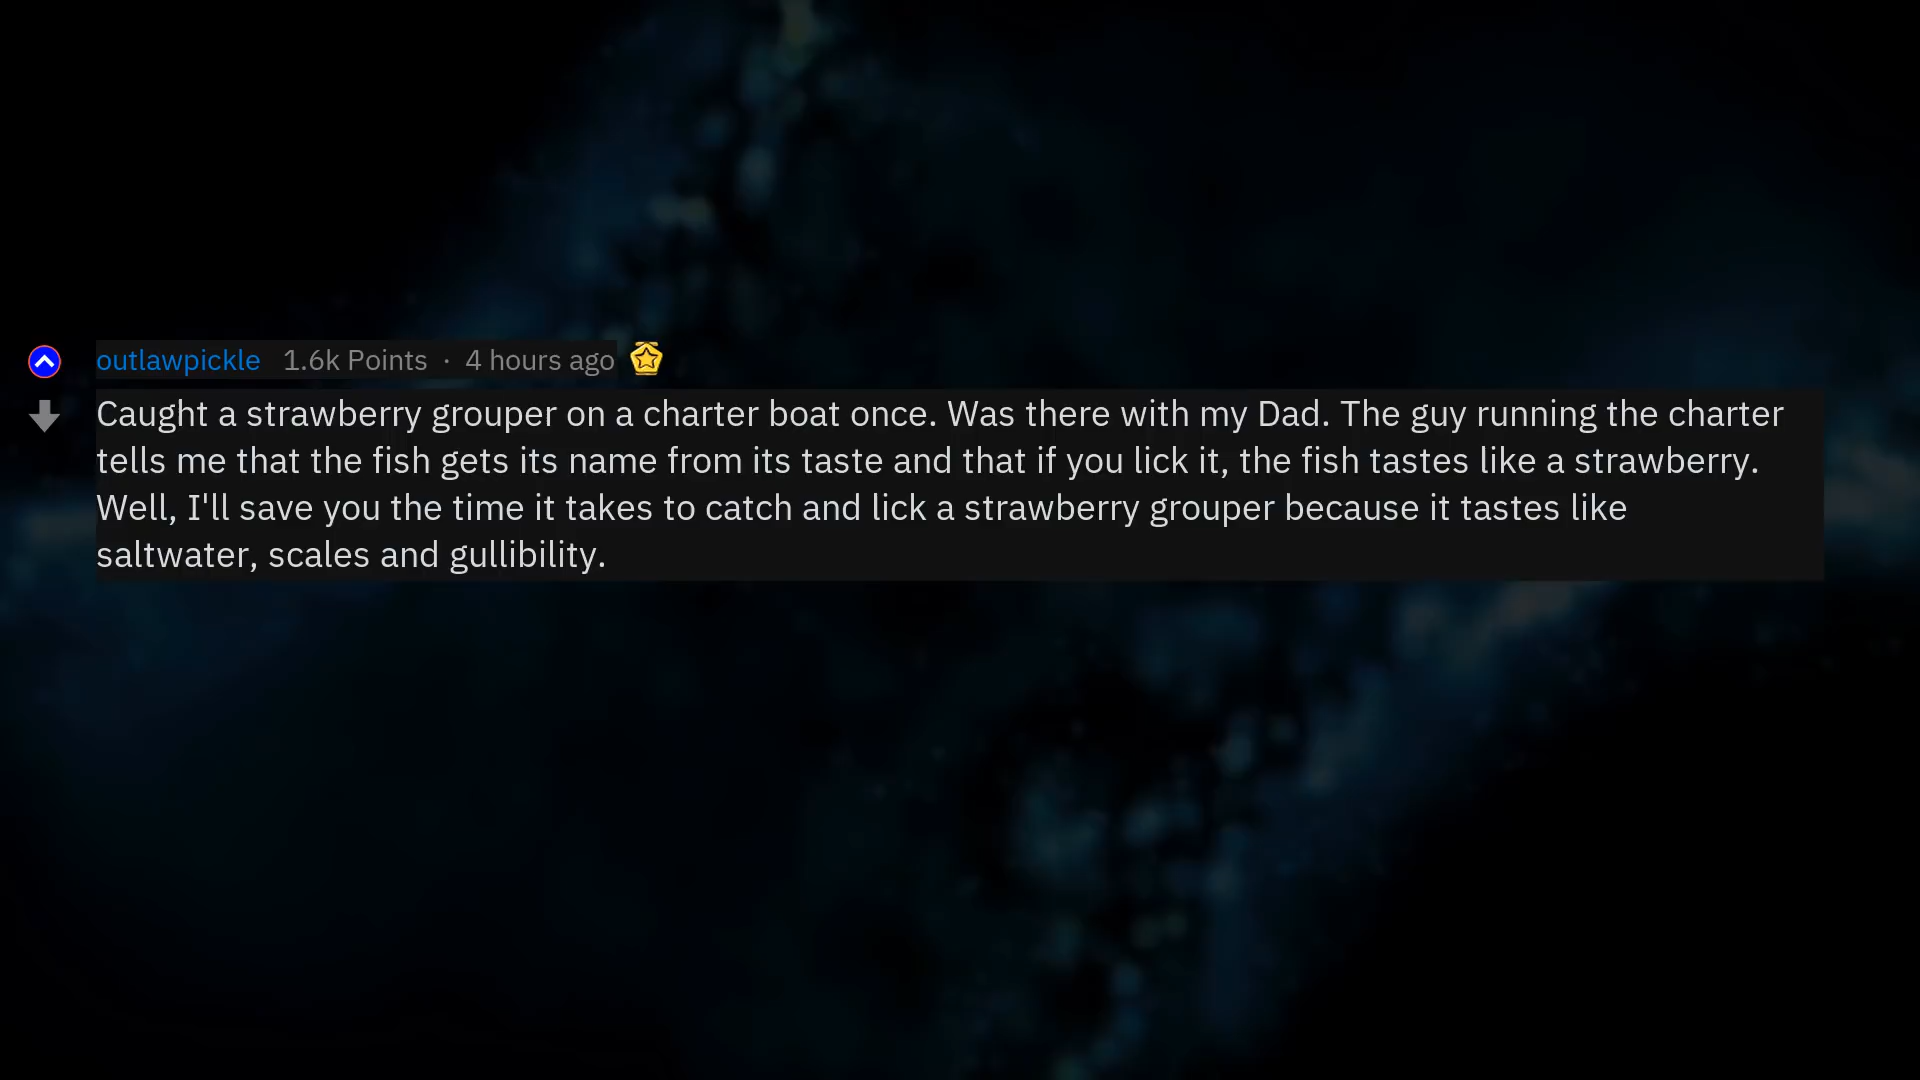 outlawpickle 1.6k Points · 4 hours ago
Caught a strawberry grouper on a charter boat once. Was there with my Dad. The guy running the charter
tells me that the fish gets its name from its taste and that if you lick it, the fish tastes like a strawberry.
Well, I'll save you the time it takes to catch and lick a strawberry grouper because it tastes like
saltwater, scales and gullibility.